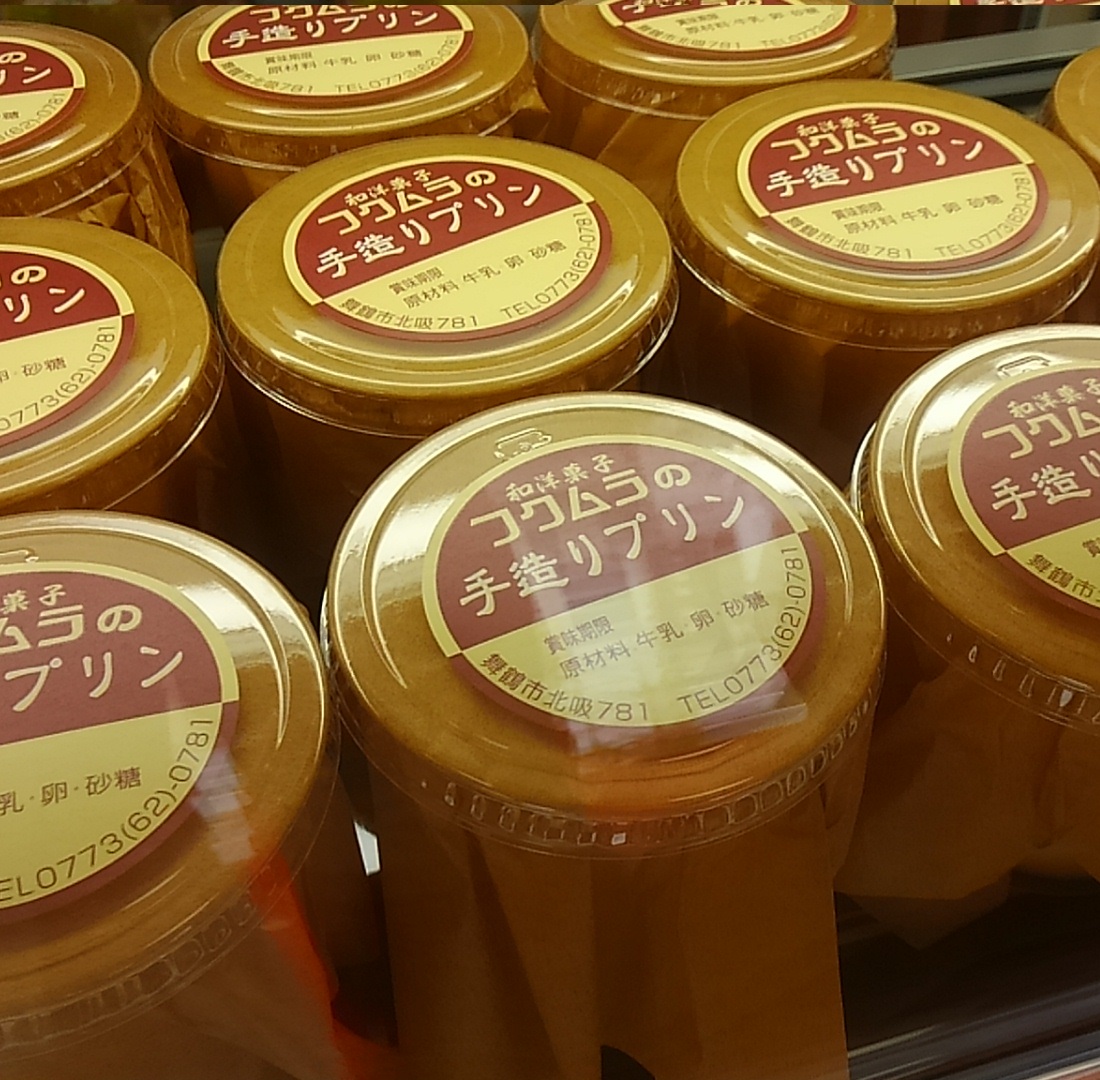 和洋菓子
コクムラの
手造りプリン
賞味期限
原材料 牛乳・卵・砂糖
舞鶴市北吸781 TEL0773(62)-0781